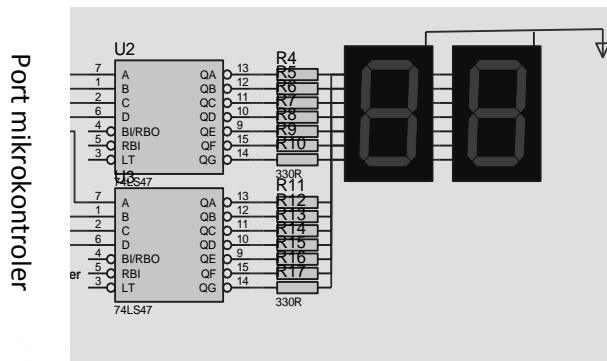 Port mikrokontroler
U2
7 A QA 13
1 B QB 12
2 C QC 11
6 D QD 10
4 BI/RBO QE 9
5 RBI QF 15
3 LT QG 14
74LS47
R4
R5
R6
R7
R8
R9
R10
330R
U3
7 A QA 13
1 B QB 12
2 C QC 11
6 D QD 10
4 BI/RBO QE 9
er 5 RBI QF 15
3 LT QG 14
74LS47
R11
R12
R13
R14
R15
R16
R17
330R